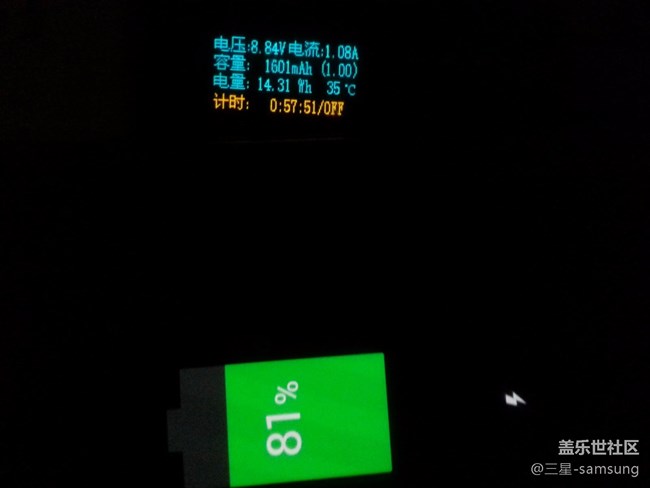 电压:8.84V电流:1.08A
容量: 1601mAh (1.00)
电量: 14.31 Wh 35℃
计时: 0:57:51/OFF
81%
盖乐世社区
@三星-samsung